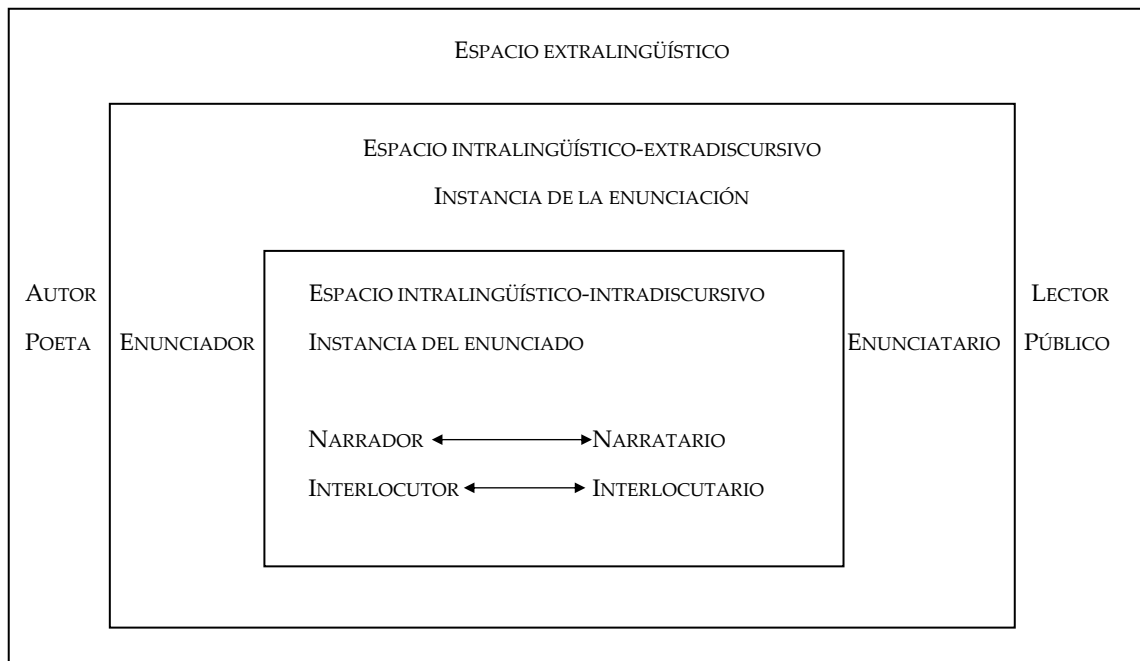 ESPACIO EXTRALINGÜÍSTICO
ESPACIO INTRALINGÜÍSTICO-EXTRADISCURSIVO
INSTANCIA DE LA ENUNCIACIÓN
AUTOR ESPACIO INTRALINGÜÍSTICO-INTRADISCURSIVO LECTOR
POETA ENUNCIADOR INSTANCIA DEL ENUNCIADO ENUNCIATARIO PÚBLICO
NARRADOR NARRATARIO
INTERLOCUTOR INTERLOCUTARIO